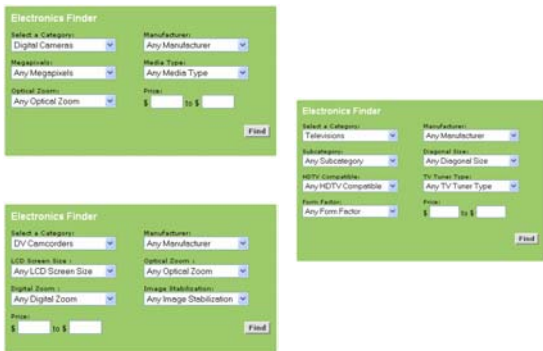 Electronics Finder
Select a Category: Manufacturer:
Digital Cameras Any Manufacturer
Megapixels: Media Type:
Any Megapixels Any Media Type
Optical Zoom: Price:
Any Optical Zoom $ to $
Find
Electronics Finder
Select a Category: Manufacturer:
Televisions Any Manufacturer
Subcategory: Diagonal Size:
Any Subcategory Any Diagonal Size
HDTV Compatible: TV Tuner Type:
Any HDTV Compatible Any TV Tuner Type
Form Factor: Price:
Any Form Factor $ to $
Find
Electronics Finder
Select a Category: Manufacturer:
DV Camcorders Any Manufacturer
LCD Screen Size : Optical Zoom :
Any LCD Screen Size Any Optical Zoom
Digital Zoom : Image Stabilization:
Any Digital Zoom Any Image Stabilization
Price:
$ to $ Find